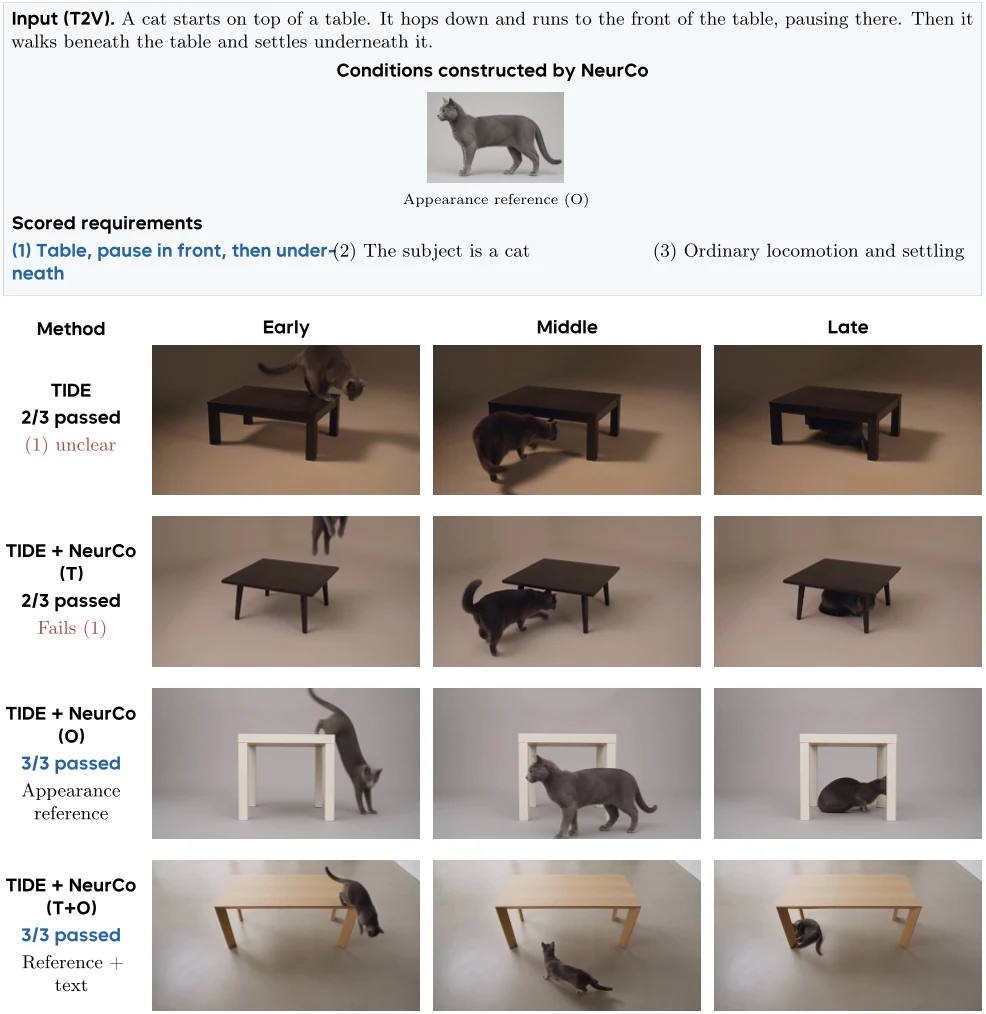 Input (T2V). A cat starts on top of a table. It hops down and runs to the front of the table, pausing there. Then it
walks beneath the table and settles underneath it.
Conditions constructed by NeurCo
Appearance reference (O)
Scored requirements
(1) Table, pause in front, then under-
neath
(2) The subject is a cat
(3) Ordinary locomotion and settling
Method
Early
Middle
Late
TIDE
2/3 passed
(1) unclear
TIDE + NeurCo
(T)
2/3 passed
Fails (1)
TIDE + NeurCo
(O)
3/3 passed
Appearance
reference
TIDE + NeurCo
(T+O)
3/3 passed
Reference +
text